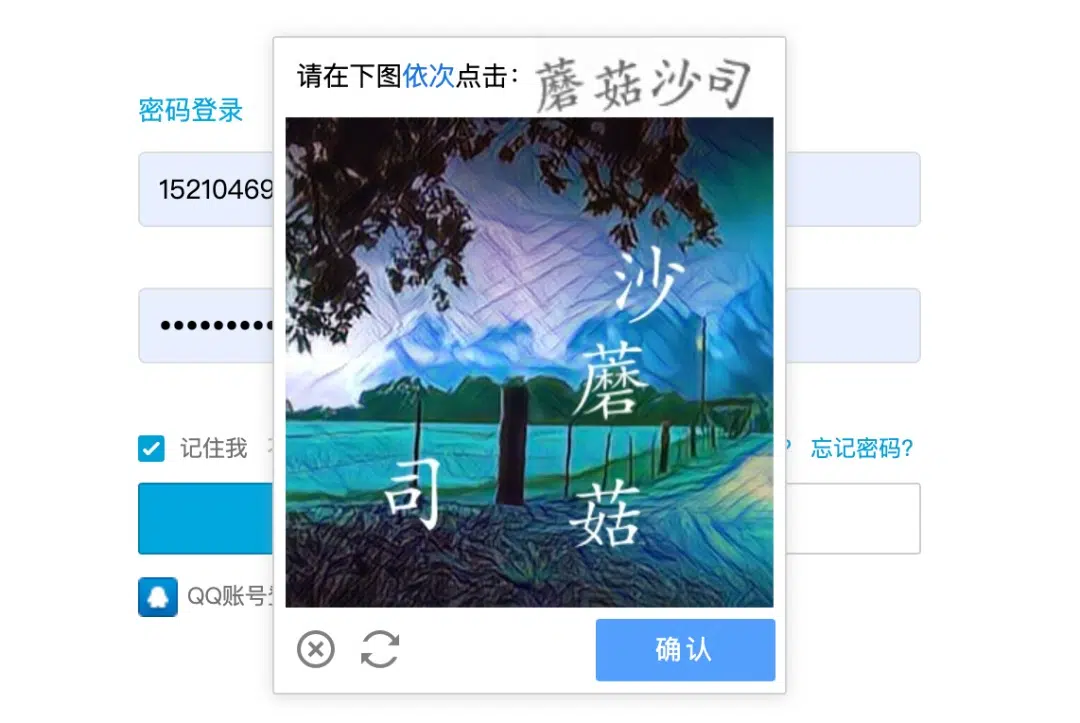 请在下图依次点击：蘑菇沙司
密码登录
15210469
••••••••••
沙
蘑
记住我
? 忘记密码?
司
菇
QQ账号
确认